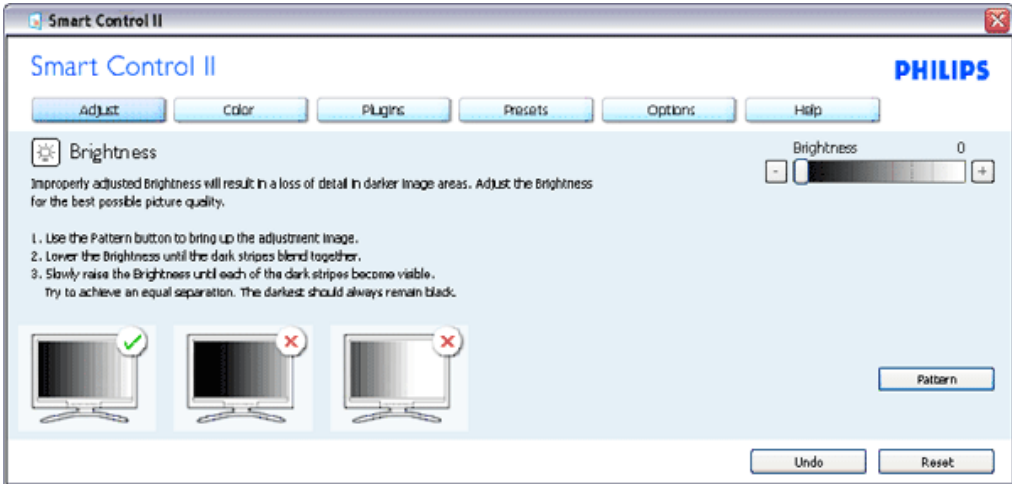 Smart Control II
Smart Control II
PHILIPS
Adjust Color Plugins Presets Options Help
Brightness
Brightness 0
- +
Improperly adjusted Brightness will result in a loss of detail in darker image areas. Adjust the Brightness
for the best possible picture quality.
1. Use the Pattern button to bring up the adjustment image.
2. Lower the Brightness until the dark stripes blend together.
3. Slowly raise the Brightness until each of the dark stripes become visible.
Try to achieve an equal separation. The darkest should always remain black.
Pattern
Undo Reset